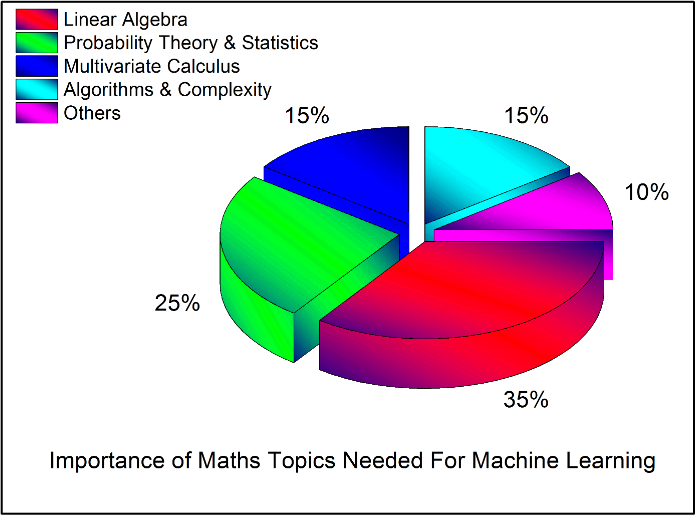 Linear Algebra
Probability Theory & Statistics
Multivariate Calculus
Algorithms & Complexity
Others
15%
15%
10%
25%
35%
Importance of Maths Topics Needed For Machine Learning